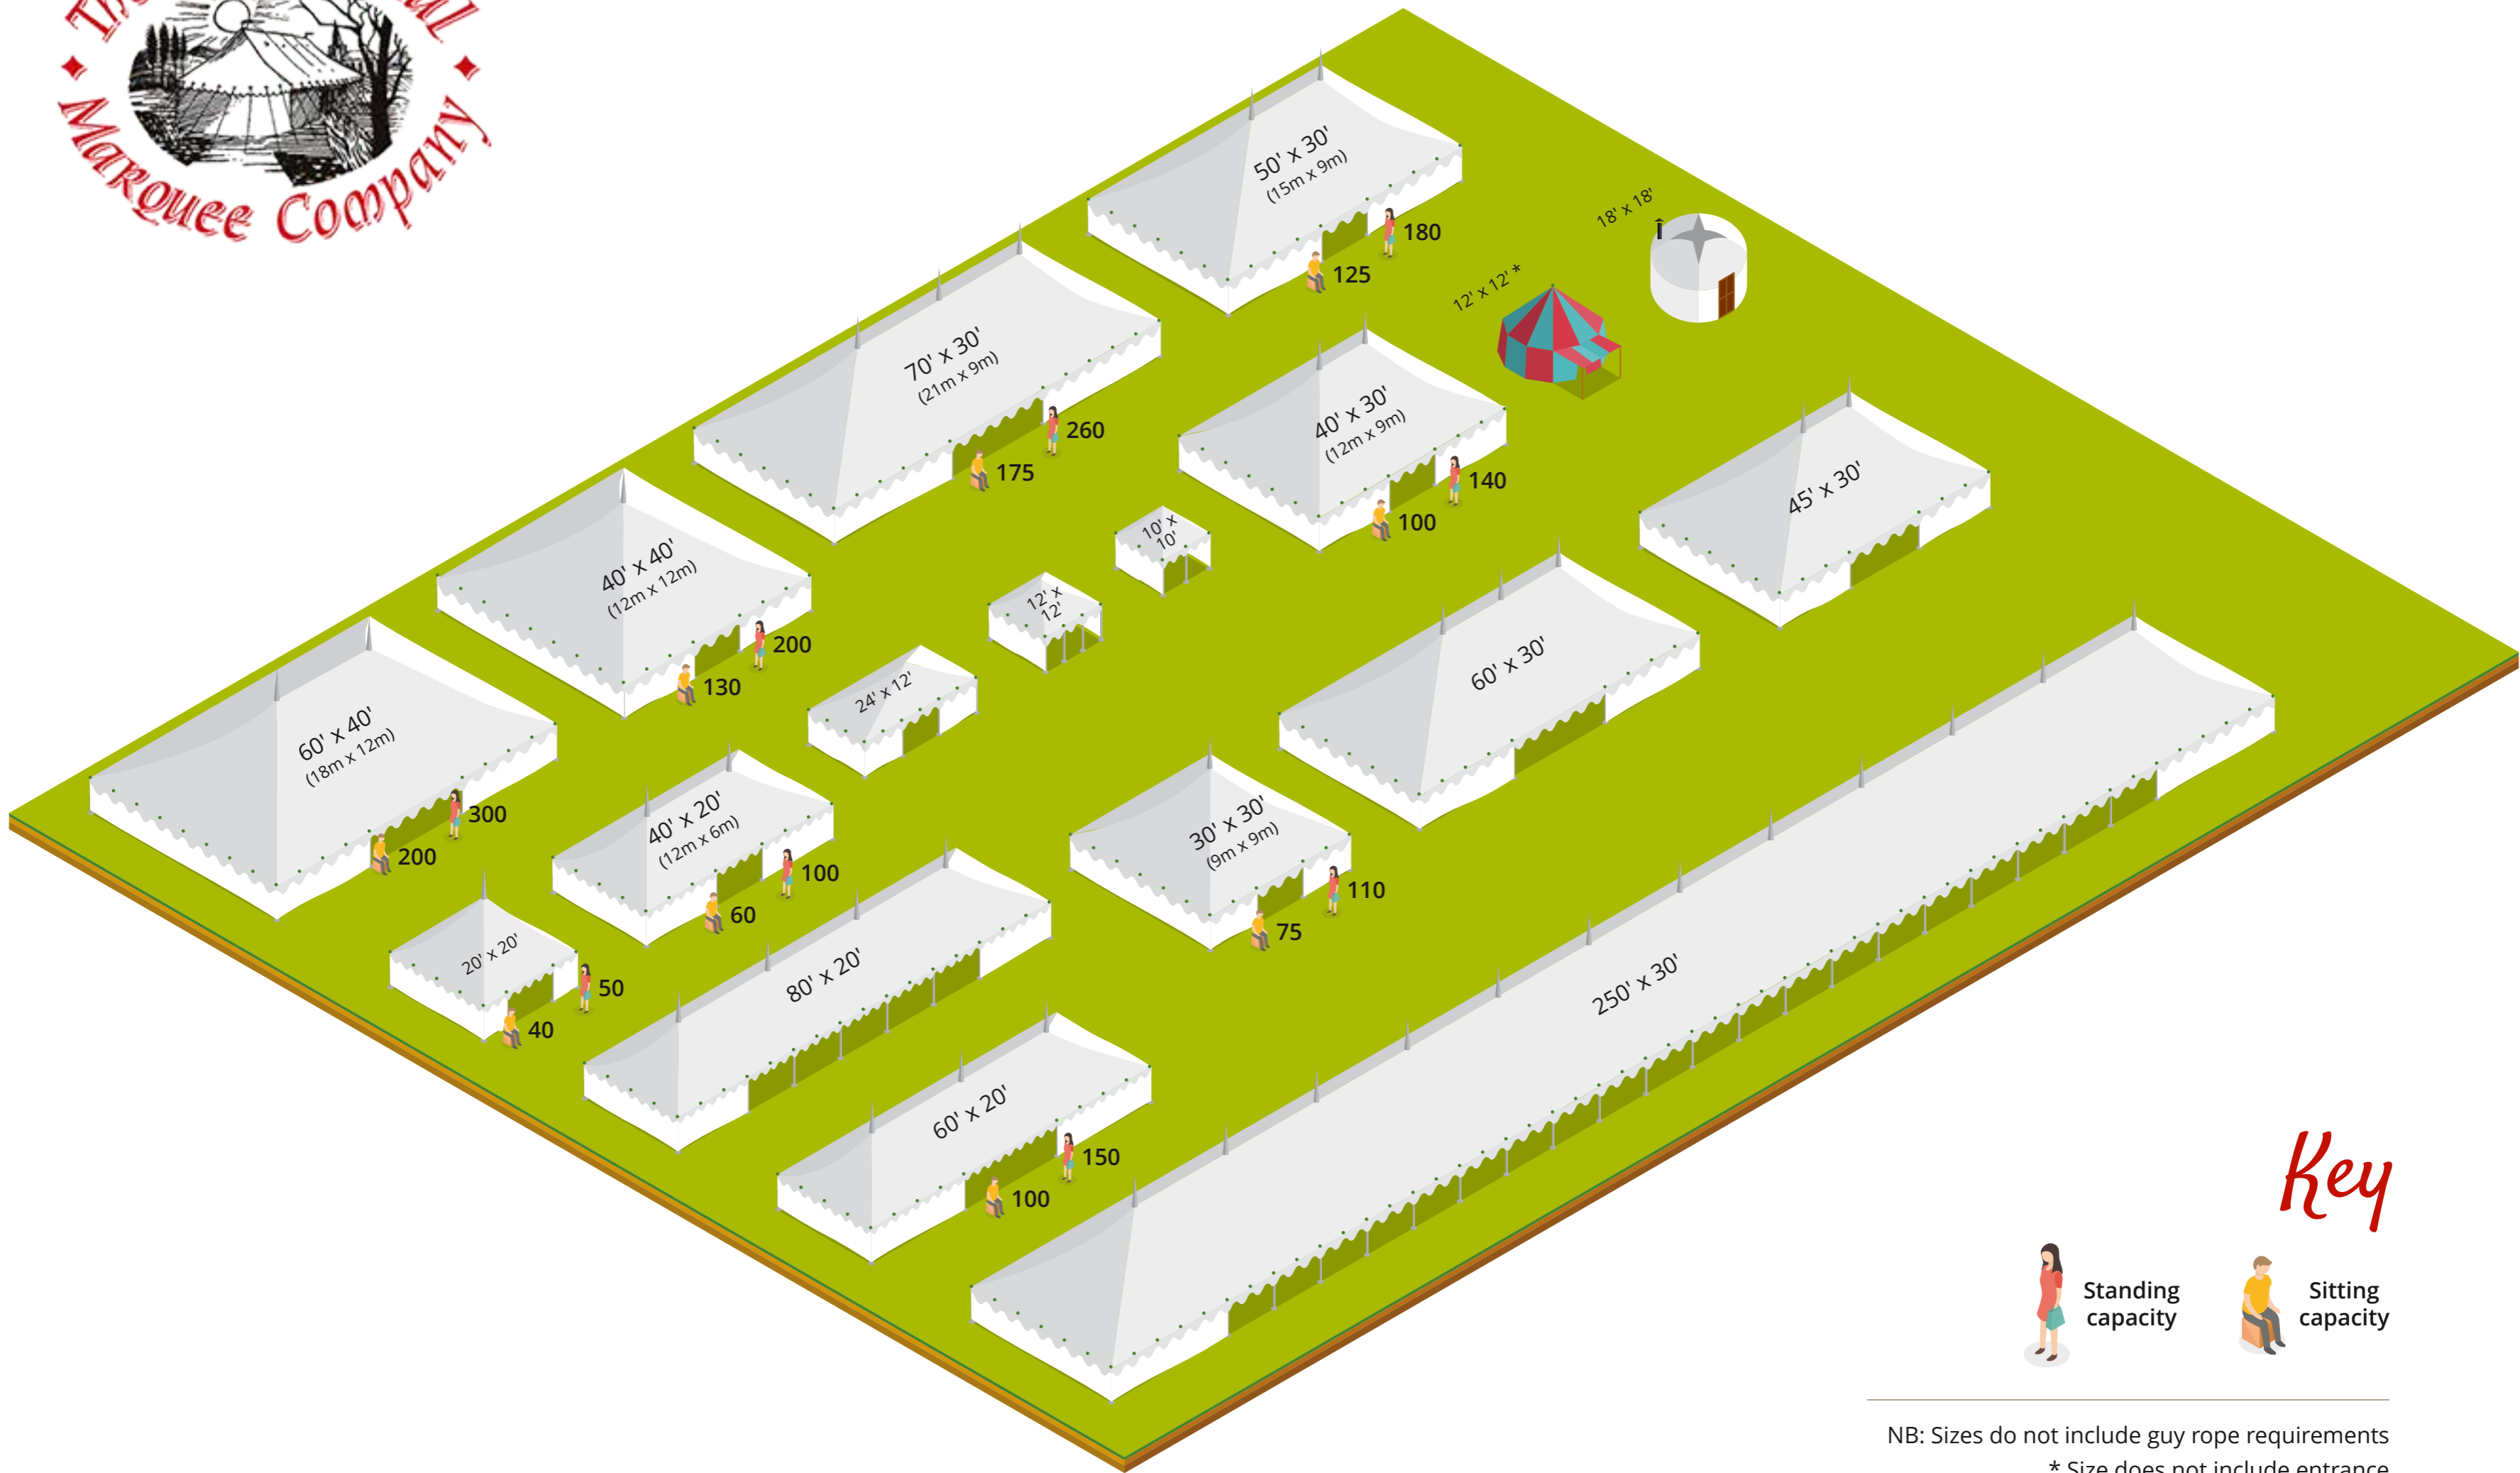 Marquee Company
50' x 30'
(15m x 9m)
180
125
18' x 18'
12' x 12' *
70' x 30'
(21m x 9m)
260
175
40' x 30'
(12m x 9m)
140
100
45' x 30'
10' x
10'
40' x 40'
(12m x 12m)
200
130
12' x
12'
24' x 12'
60' x 30'
60' x 40'
(18m x 12m)
300
200
40' x 20'
(12m x 6m)
100
60
30' x 30'
(9m x 9m)
110
75
20' x 20'
50
40
80' x 20'
250' x 30'
60' x 20'
150
100
Key
Standing
capacity
Sitting
capacity
NB: Sizes do not include guy rope requirements
* Size does not include entrance